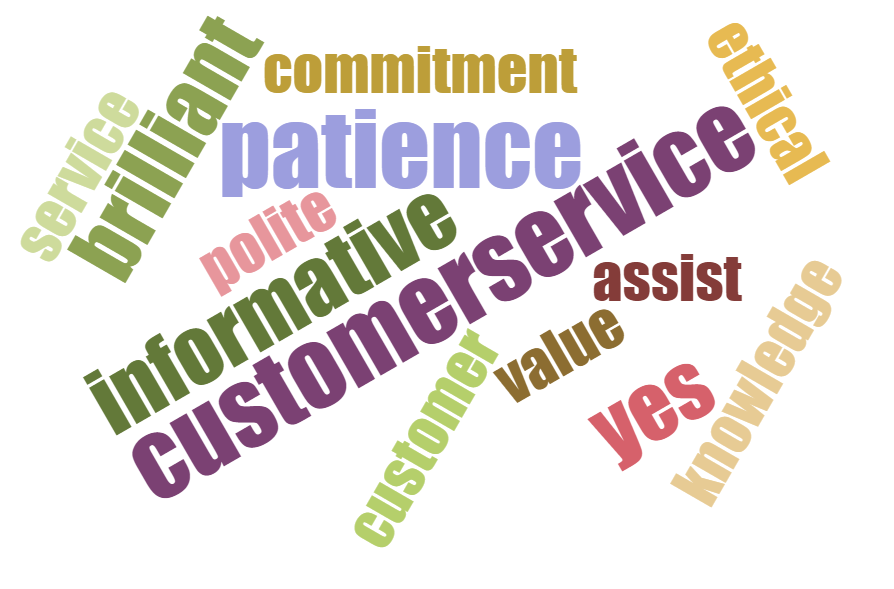 commitment
ethical
service
brilliant
patience
polite
informative
customerservice
assist
customer
value
yes
knowledge